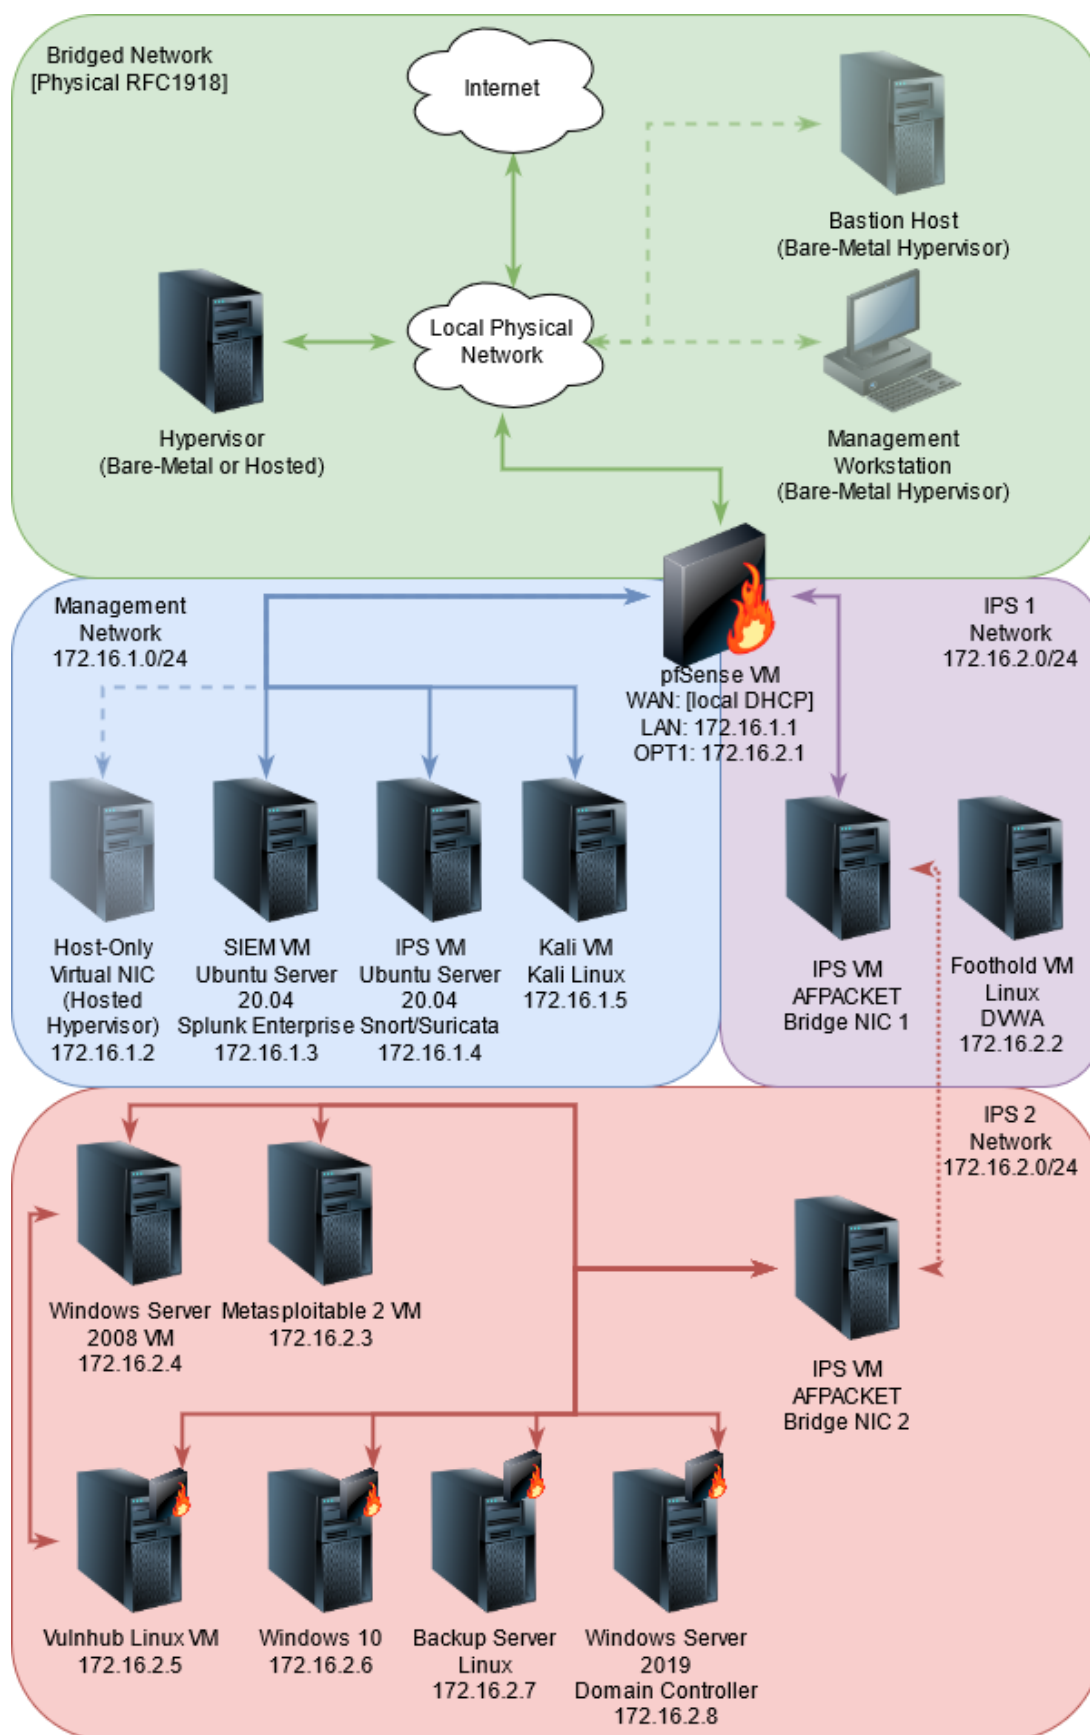 Bridged Network
[Physical RFC1918]
Internet
Bastion Host
(Bare-Metal Hypervisor)
Local Physical
Network
Hypervisor
(Bare-Metal or Hosted)
Management
Workstation
(Bare-Metal Hypervisor)
Management
Network
172.16.1.0/24
IPS 1
Network
172.16.2.0/24
pfSense VM
WAN: [local DHCP]
LAN: 172.16.1.1
OPT1: 172.16.2.1
Host-Only
Virtual NIC
(Hosted
Hypervisor)
172.16.1.2
SIEM VM
Ubuntu Server
20.04
Splunk Enterprise
172.16.1.3
IPS VM
Ubuntu Server
20.04
Snort/Suricata
172.16.1.4
Kali VM
Kali Linux
172.16.1.5
IPS VM
AFPACKET
Bridge NIC 1
Foothold VM
Linux
DVWA
172.16.2.2
IPS 2
Network
172.16.2.0/24
Windows Server
2008 VM
172.16.2.4
Metasploitable 2 VM
172.16.2.3
IPS VM
AFPACKET
Bridge NIC 2
Vulnhub Linux VM
172.16.2.5
Windows 10
172.16.2.6
Backup Server
Linux
172.16.2.7
Windows Server
2019
Domain Controller
172.16.2.8